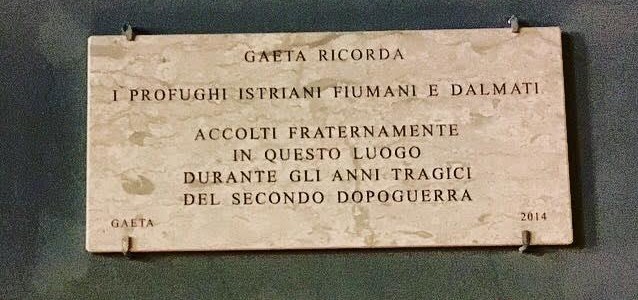 GAETA RICORDA
I PROFUGHI ISTRIANI FIUMANI E DALMATI
ACCOLTI FRATERNAMENTE
IN QUESTO LUOGO
DURANTE GLI ANNI TRAGICI
DEL SECONDO DOPOGUERRA
GAETA 2014